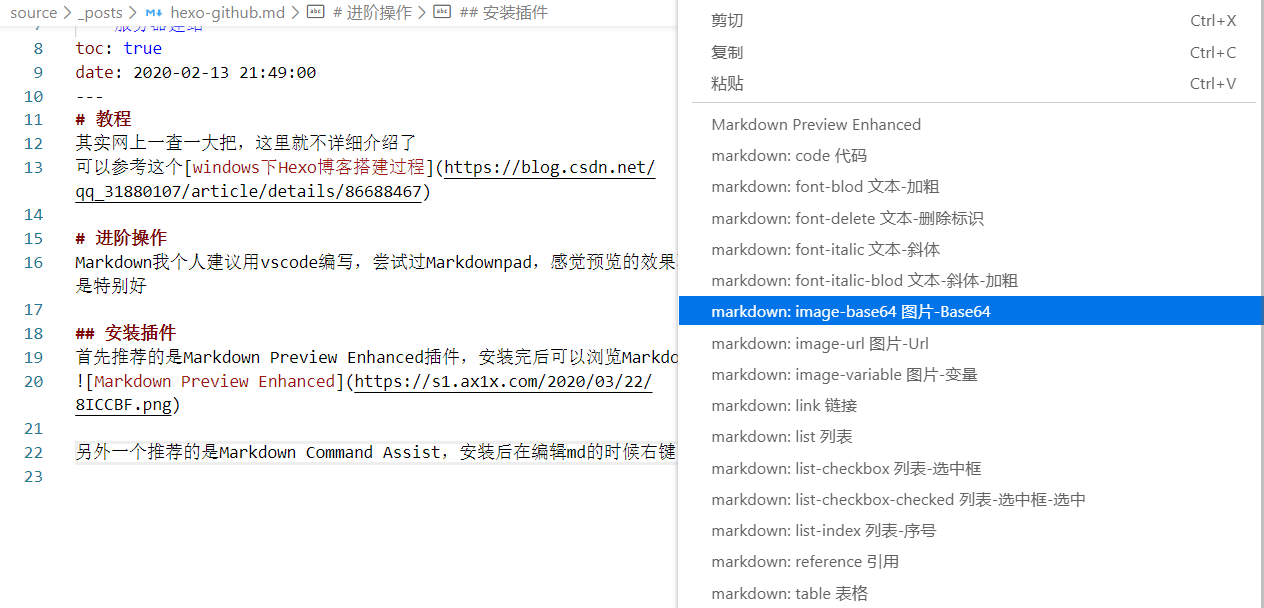 source > _posts > hexo-github.md > # 进阶操作 > ## 安装插件
8 toc: true
9 date: 2020-02-13 21:49:00
10 ---
11 # 教程
12 其实网上一查一大把，这里就不详细介绍了
13 可以参考这个[windows下Hexo博客搭建过程](https://blog.csdn.net/
qq_31880107/article/details/86688467)
14
15 # 进阶操作
16 Markdown我个人建议用vscode编写，尝试过Markdownpad，感觉预览的效果
是特别好
17
18 ## 安装插件
19 首先推荐的是Markdown Preview Enhanced插件，安装完后可以浏览Markdo
20 ![Markdown Preview Enhanced](https://s1.ax1x.com/2020/03/22/
8ICCBF.png)
21
22 另外一个推荐的是Markdown Command Assist，安装后在编辑md的时候右键
23
剪切 Ctrl+X
复制 Ctrl+C
粘贴 Ctrl+V
Markdown Preview Enhanced
markdown: code 代码
markdown: font-blod 文本-加粗
markdown: font-delete 文本-删除标识
markdown: font-italic 文本-斜体
markdown: font-italic-blod 文本-斜体-加粗
markdown: image-base64 图片-Base64
markdown: image-url 图片-Url
markdown: image-variable 图片-变量
markdown: link 链接
markdown: list 列表
markdown: list-checkbox 列表-选中框
markdown: list-checkbox-checked 列表-选中框-选中
markdown: list-index 列表-序号
markdown: reference 引用
markdown: table 表格